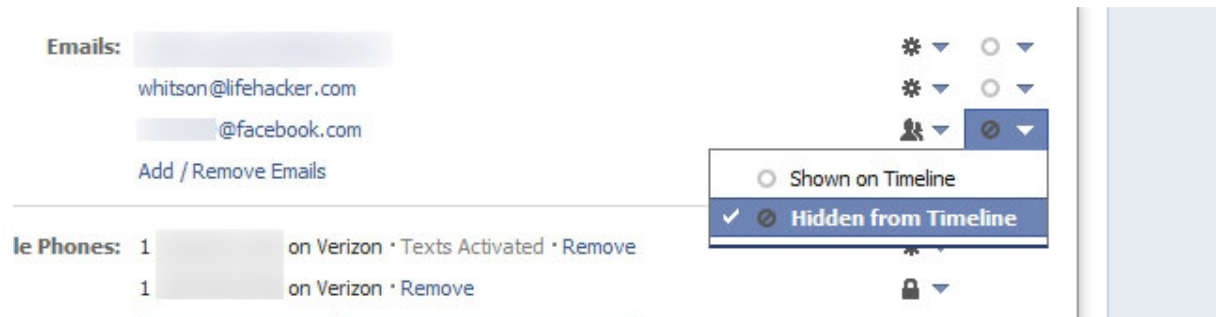 Emails:
whitson@lifehacker.com
@facebook.com
Add / Remove Emails
Shown on Timeline
Hidden from Timeline
le Phones: 1 on Verizon · Texts Activated · Remove
1 on Verizon · Remove